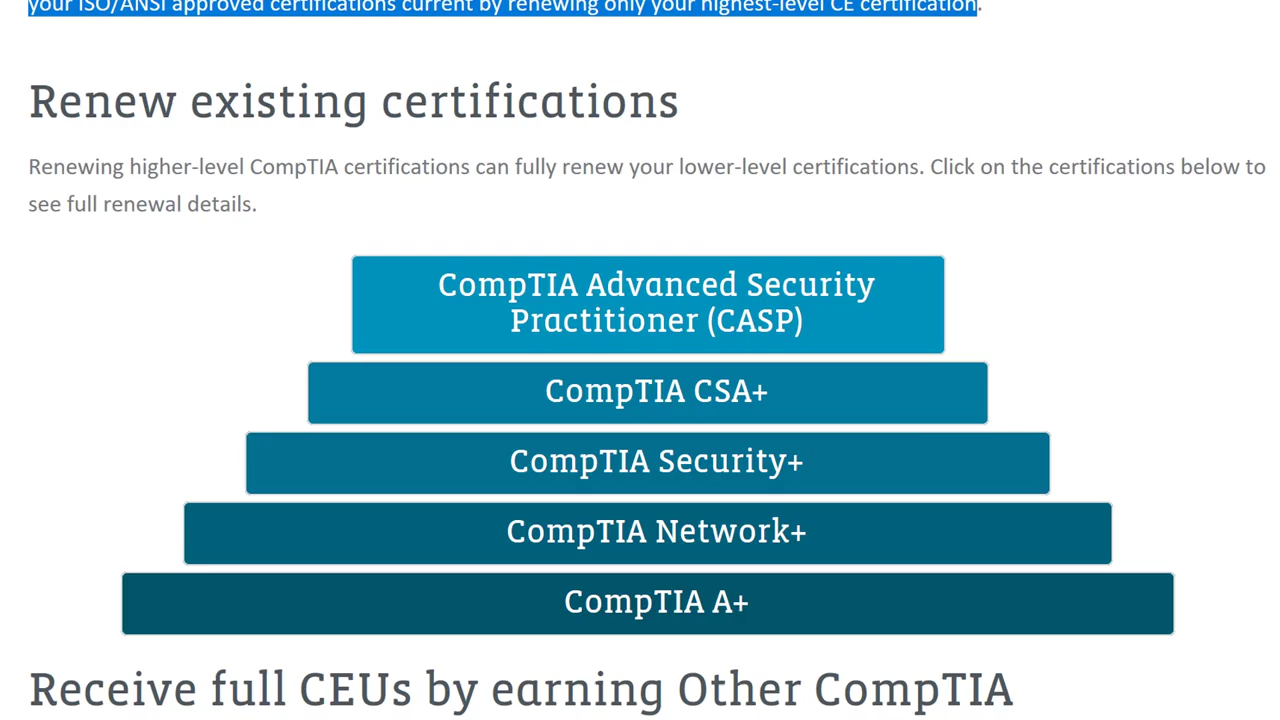 your ISO/ANSI approved certifications current by renewing only your highest-level CE certification.
Renew existing certifications
Renewing higher-level CompTIA certifications can fully renew your lower-level certifications. Click on the certifications below to
see full renewal details.
CompTIA Advanced Security
Practitioner (CASP)
CompTIA CSA+
CompTIA Security+
CompTIA Network+
CompTIA A+
Receive full CEUs by earning Other CompTIA